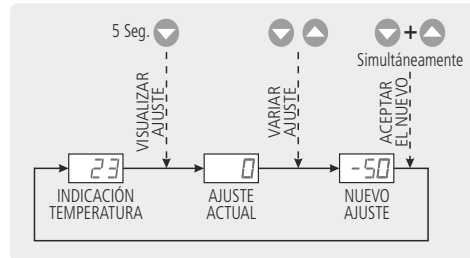 5 Seg.
+
Simultáneamente
VISUALIZAR
AJUSTE
VARIAR
AJUSTE
ACEPTAR
EL NUEVO
23
0
-50
INDICACIÓN
TEMPERATURA
AJUSTE
ACTUAL
NUEVO
AJUSTE